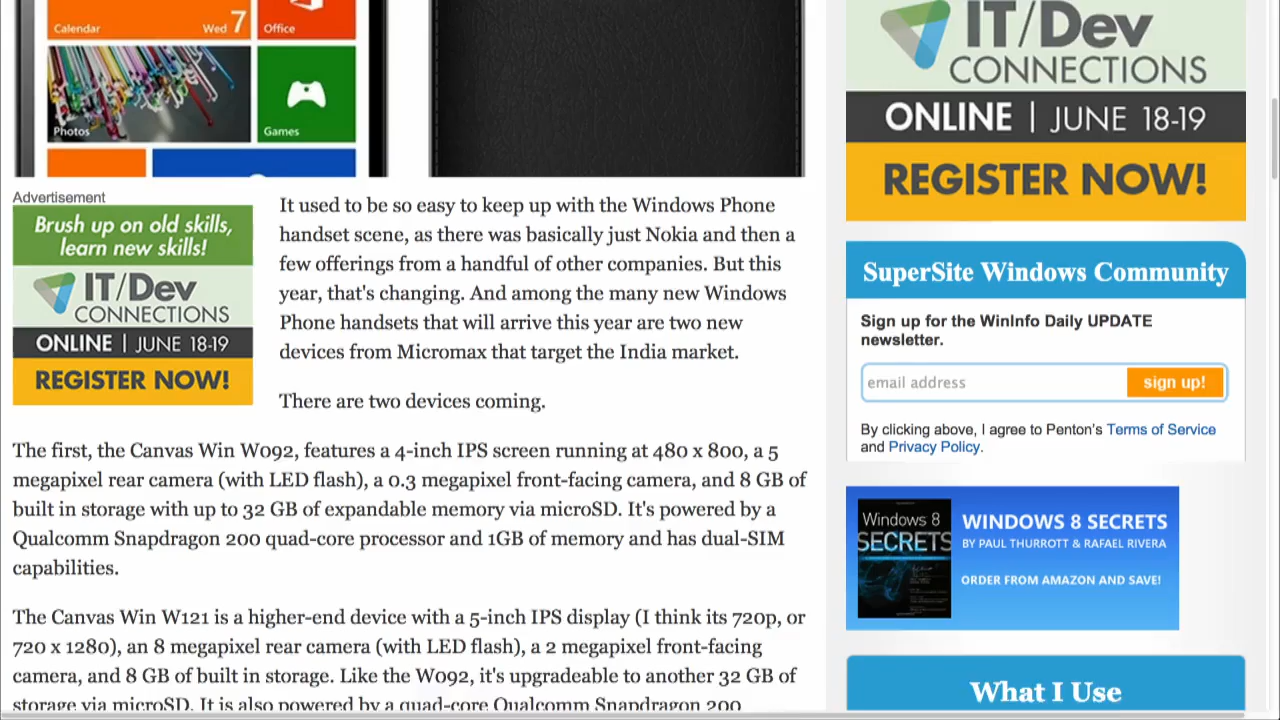 Calendar
Wed 7
Office
Photos
Games
IT/Dev
CONNECTIONS
ONLINE | JUNE 18-19
REGISTER NOW!
Advertisement
Brush up on old skills,
learn new skills!
IT/Dev
CONNECTIONS
ONLINE | JUNE 18-19
REGISTER NOW!
It used to be so easy to keep up with the Windows Phone
handset scene, as there was basically just Nokia and then a
few offerings from a handful of other companies. But this
year, that's changing. And among the many new Windows
Phone handsets that will arrive this year are two new
devices from Micromax that target the India market.
There are two devices coming.
The first, the Canvas Win W092, features a 4-inch IPS screen running at 480 x 800, a 5
megapixel rear camera (with LED flash), a 0.3 megapixel front-facing camera, and 8 GB of
built in storage with up to 32 GB of expandable memory via microSD. It's powered by a
Qualcomm Snapdragon 200 quad-core processor and 1GB of memory and has dual-SIM
capabilities.
The Canvas Win W121 is a higher-end device with a 5-inch IPS display (I think its 720p, or
720 x 1280), an 8 megapixel rear camera (with LED flash), a 2 megapixel front-facing
camera, and 8 GB of built in storage. Like the W092, it's upgradeable to another 32 GB of
storage via microSD. It is also powered by a quad-core Qualcomm Snapdragon 200
SuperSite Windows Community
Sign up for the WinInfo Daily UPDATE
newsletter.
email address
sign up!
By clicking above, I agree to Penton's Terms of Service
and Privacy Policy.
Windows 8
SECRETS
WINDOWS 8 SECRETS
BY PAUL THURROTT & RAFAEL RIVERA
ORDER FROM AMAZON AND SAVE!
What I Use